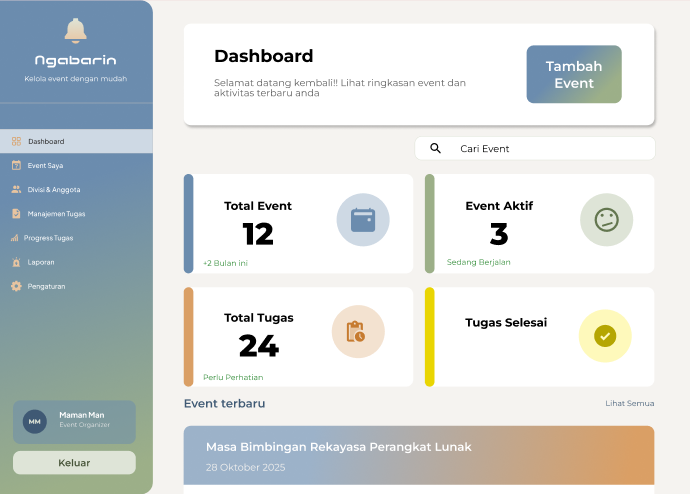 Ngabarin
Kelola event dengan mudah
Dashboard
Event Saya
Divisi & Anggota
Manajemen Tugas
Progress Tugas
Laporan
Pengaturan
MM
Maman Man
Event Organizer
Keluar
Dashboard
Selamat datang kembali!! Lihat ringkasan event dan
aktivitas terbaru anda
Tambah
Event
Cari Event
Total Event
12
+2 Bulan ini
Event Aktif
3
Sedang Berjalan
Total Tugas
24
Perlu Perhatian
Tugas Selesai
Event terbaru
Lihat Semua
Masa Bimbingan Rekayasa Perangkat Lunak
28 Oktober 2025